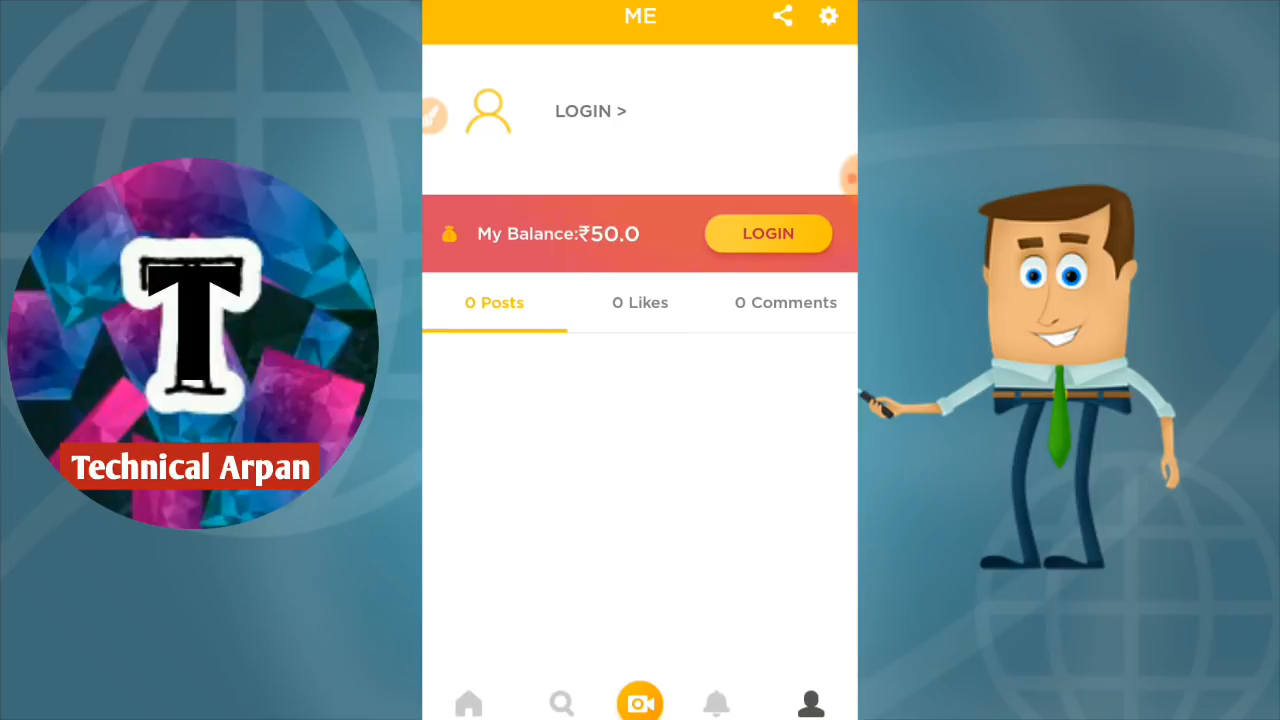 ME
LOGIN >
My Balance:₹50.0
LOGIN
0 Posts
0 Likes
0 Comments
T
Technical Arpan